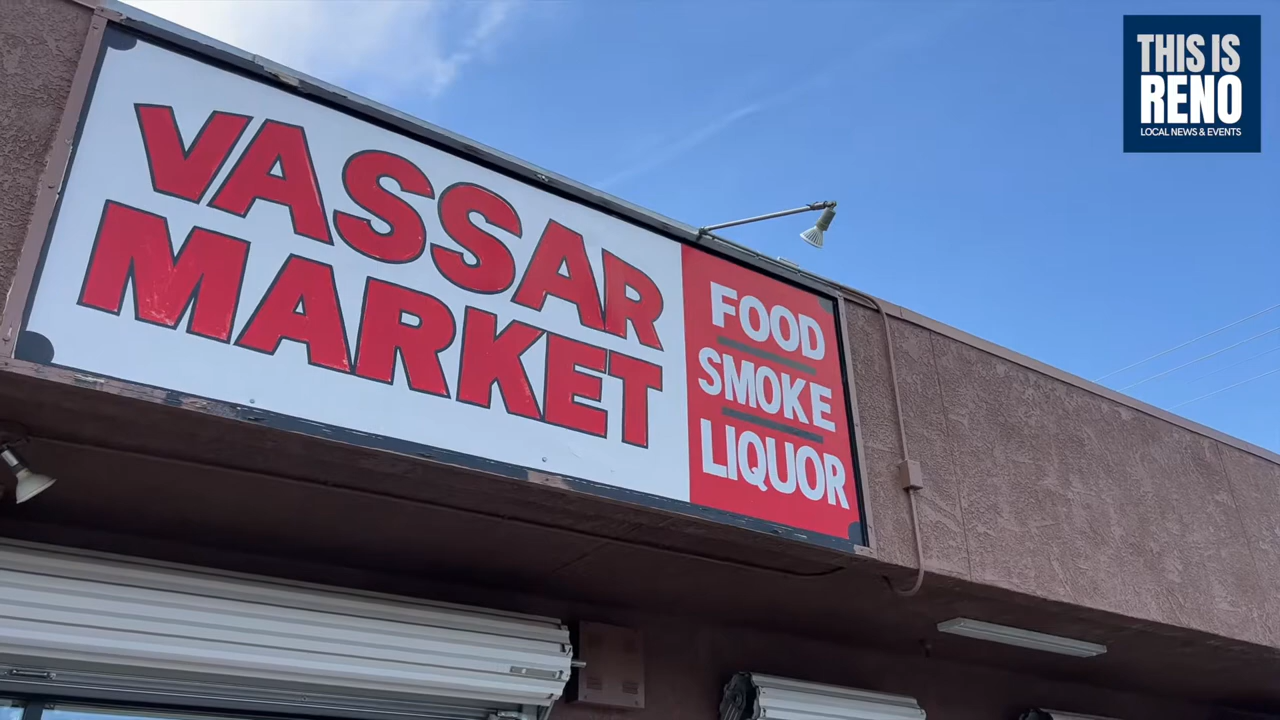 VASSAR
MARKET
FOOD
SMOKE
LIQUOR
THIS IS
RENO
LOCAL NEWS & EVENTS